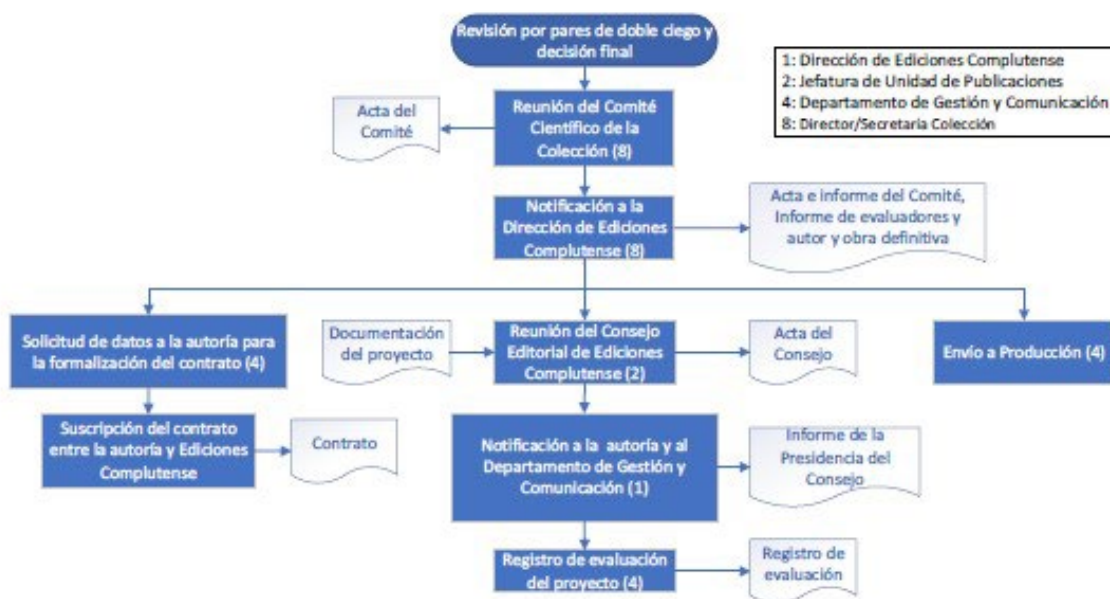 Revisión por pares de doble ciego y
decisión final
1: Dirección de Ediciones Complutense
2: Jefatura de Unidad de Publicaciones
4: Departamento de Gestión y Comunicación
8: Director/Secretaria Colección
Acta del
Comité
Reunión del Comité
Científico de la
Colección (8)
Notificación a la
Dirección de Ediciones
Complutense (8)
Acta e informe del Comité,
Informe de evaluadores y
autor y obra definitiva
Solicitud de datos a la autoría para
la formalización del contrato (4)
Documentación
del proyecto
Reunión del Consejo
Editorial de Ediciones
Complutense (2)
Acta del
Consejo
Envío a Producción (4)
Suscripción del contrato
entre la autoría y Ediciones
Complutense
Contrato
Notificación a la autoría y al
Departamento de Gestión y
Comunicación (1)
Informe de la
Presidencia del
Consejo
Registro de evaluación
del proyecto (4)
Registro de
evaluación